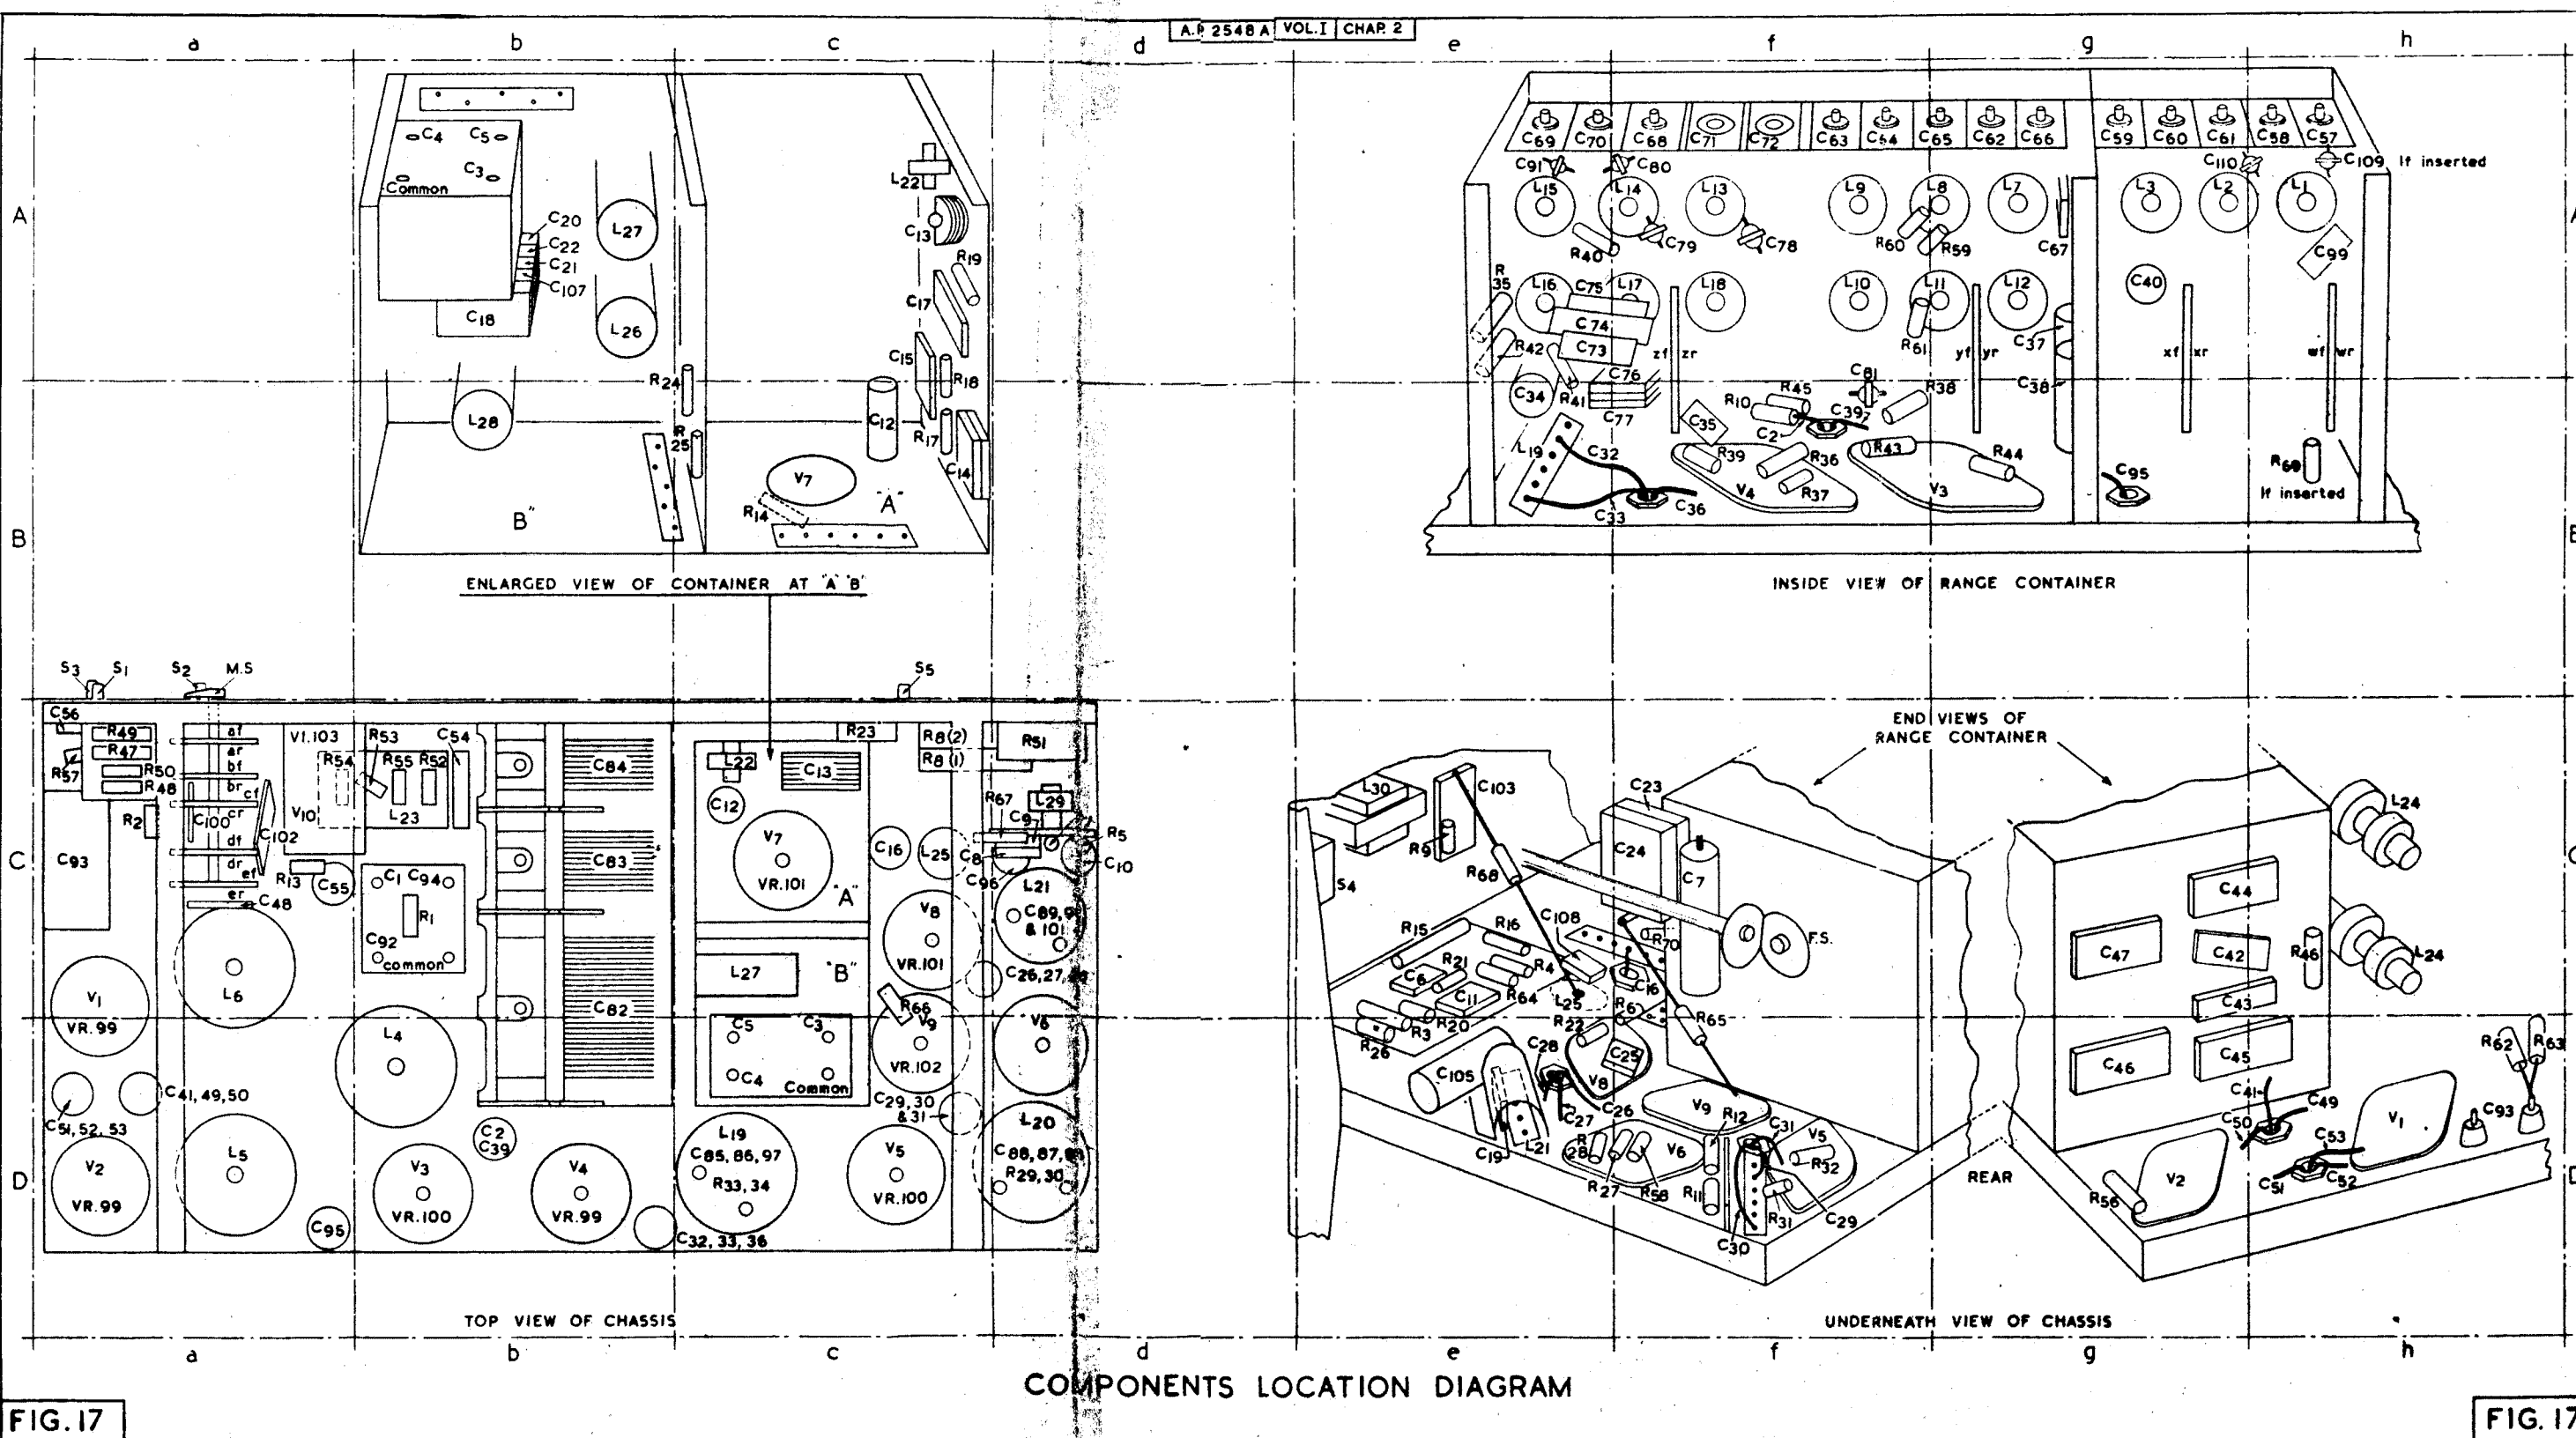 A.P 2548 A VOL. I CHAP. 2
a b c d e f g h
A
C4 C5
C3
Common
C20
C22
C21
C107
C18
L27
L26
L28
R24
R25
L22
C13
R19
C17
C15
R18
C12
R17
C14
V7
R14
"A"
B"
B
ENLARGED VIEW OF CONTAINER AT "A" "B"
C69 C70 C68 C71 C72 C63 C64 C65 C62 C66 C59 C60 C61 C58 C57
C91 C80 C110 C109 If inserted
L15 L14 L13 L9 L8 L7 L3 L2 L1
R40 C79 C78 R60 R59 C67 C99
R35
L16 C75 L17 L18 L10 L11 L12 C40
C74
R42 C73 zf zr R61 yf yr C37 xf xr wf wr
C76 C81
C34 R41 C77 R45 R38 C38
R10 C39
C35 C2
L19 C32 R39 R36 R43 R44 C95 R69
V4 R37 V3 If inserted
C33 C36
INSIDE VIEW OF RANGE CONTAINER
S3 S1 S2 M.S S5
C56
R49
R47
R57
R50
R48
R2
C93
af
ar
bf
br
cf
cr
C100
C102
df
dr
ef
er
C48
V1.103
R54
V10
R53
R55 R52
C54
L23
R13
C55
C1 C94
R1
C92
common
C84
C83
C82
R23
R8(2)
R8(1)
R51
L22 C13
C12
V7
VR.101
"A"
C16 L25
R67
C9
L29
R5
C8
C10
C96
L21
C89,9
& 101
V8
VR.101
C26,27,
L27 "B"
R66
V9
VR.102
C5 C3
C4 Common
V6
C29,30
& 31
L20
C88,87,
R29,30
V1
VR.99
L6
L4
C41,49,50
C51,52,53
V2
VR.99
L5
C95
C2
C39
V3
VR.100
V4
VR.99
C32,33,36
L19
C85,86,97
R33,34
V5
VR.100
C
D
TOP VIEW OF CHASSIS
END VIEWS OF
RANGE CONTAINER
L30
C103
R9
S4
R68
C23
C24
C7
F.S.
R15 R16 C108 R70
R21 R4
C6
C11 R64 L25 C16
R6
R3 R20 R22 R65
R26
C28 C25
C105 V8
C27 C26
V9 R12
C31 V5
C19 L21
R28 V6 R32
R27 R58 R11
R31 C29
C30
L24
C44
C47 C42 R46 L24
C43
C46 C45
R62 R63
C41 C49
C50 C53
V1 C93
C51 C52
V2
R56
REAR
UNDERNEATH VIEW OF CHASSIS
a b c d e f g h
COMPONENTS LOCATION DIAGRAM
FIG. 17
FIG. 17